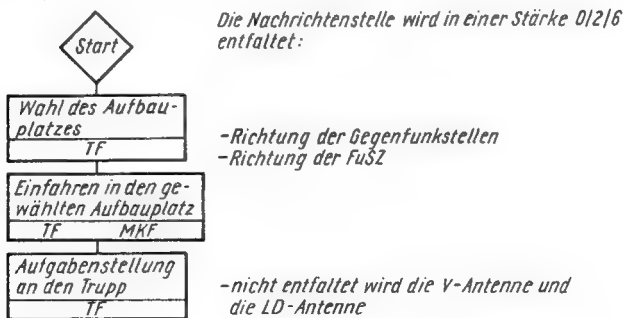 Start
Die Nachrichtenstelle wird in einer Stärke 0/2/6
entfaltet:
Wahl des Aufbau-
platzes
TF
-Richtung der Gegenfunkstellen
-Richtung der FuSZ
Einfahren in den ge-
wählten Aufbauplatz
TF MKF
Aufgabenstellung
an den Trupp
TF
-nicht entfaltet wird die V-Antenne und
die LD-Antenne